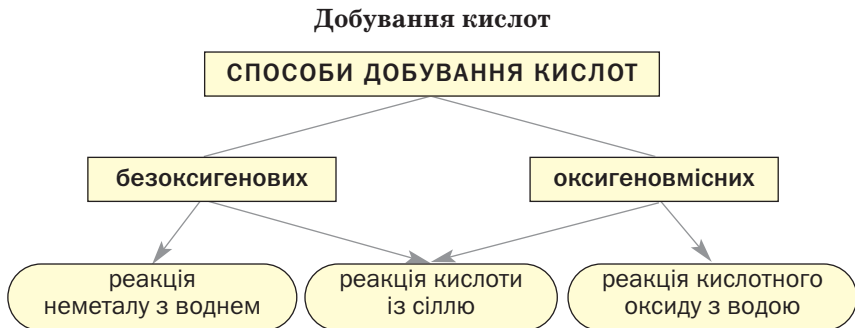 Добування кислот
СПОСОБИ ДОБУВАННЯ КИСЛОТ
безоксигенових
оксигеновмісних
реакція
неметалу з воднем
реакція кислоти
із сіллю
реакція кислотного
оксиду з водою